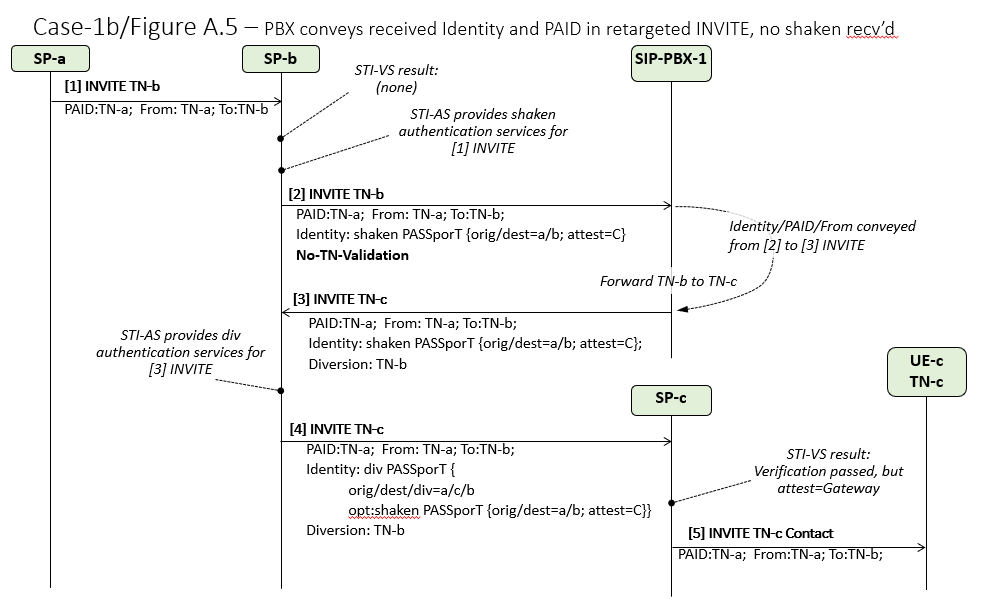 Case-1b/Figure A.5 – PBX conveys received Identity and PAID in retargeted INVITE, no shaken recv'd
SP-a
SP-b
SIP-PBX-1
STI-VS result:
(none)
[1] INVITE TN-b
PAID:TN-a; From: TN-a; To:TN-b
STI-AS provides shaken
authentication services for
[1] INVITE
[2] INVITE TN-b
PAID:TN-a; From: TN-a; To:TN-b;
Identity: shaken PASSporT {orig/dest=a/b; attest=C}
No-TN-Validation
Identity/PAID/From conveyed
from [2] to [3] INVITE
Forward TN-b to TN-c
[3] INVITE TN-c
PAID:TN-a; From: TN-a; To:TN-b;
Identity: shaken PASSporT {orig/dest=a/b; attest=C};
Diversion: TN-b
STI-AS provides div
authentication services for
[3] INVITE
UE-c
TN-c
SP-c
[4] INVITE TN-c
PAID:TN-a; From: TN-a; To:TN-b;
Identity: div PASSporT {
orig/dest/div=a/c/b
opt:shaken PASSporT {orig/dest=a/b; attest=C}}
Diversion: TN-b
STI-VS result:
Verification passed, but
attest=Gateway
[5] INVITE TN-c Contact
PAID:TN-a; From:TN-a; To:TN-b;